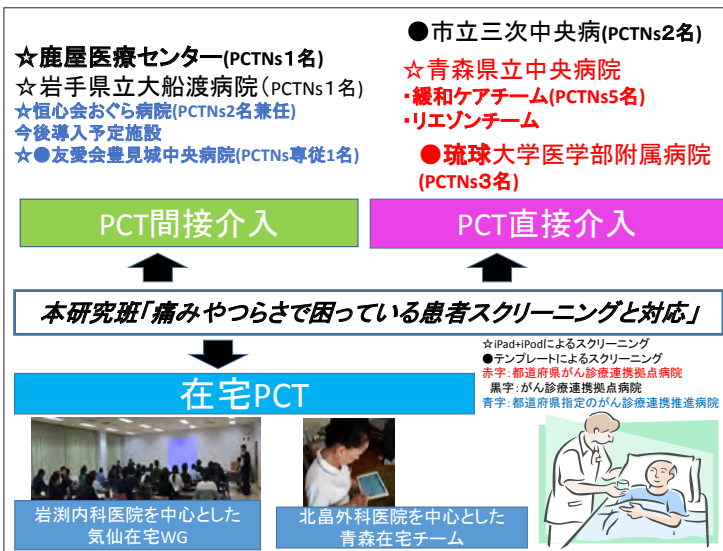 ☆鹿屋医療センター(PCTNs1名)
☆岩手県立大船渡病院(PCTNs1名)
☆恒心会おぐら病院(PCTNs2名兼任)
今後導入予定施設
☆●友愛会豊見城中央病院(PCTNs専従1名)
●市立三次中央病(PCTNs2名)
☆青森県立中央病院
・緩和ケアチーム(PCTNs5名)
・リエゾンチーム
●琉球大学医学部附属病院
(PCTNs3名)
PCT間接介入
PCT直接介入
本研究班「痛みやつらさで困っている患者スクリーニングと対応」
☆iPad+iPodによるスクリーニング
●テンプレートによるスクリーニング
赤字:都道府県がん診療連携拠点病院
黒字:がん診療連携拠点病院
青字:都道府県指定のがん診療連携推進病院
在宅PCT
岩渕内科医院を中心とした
気仙在宅WG
北畠外科医院を中心とした
青森在宅チーム